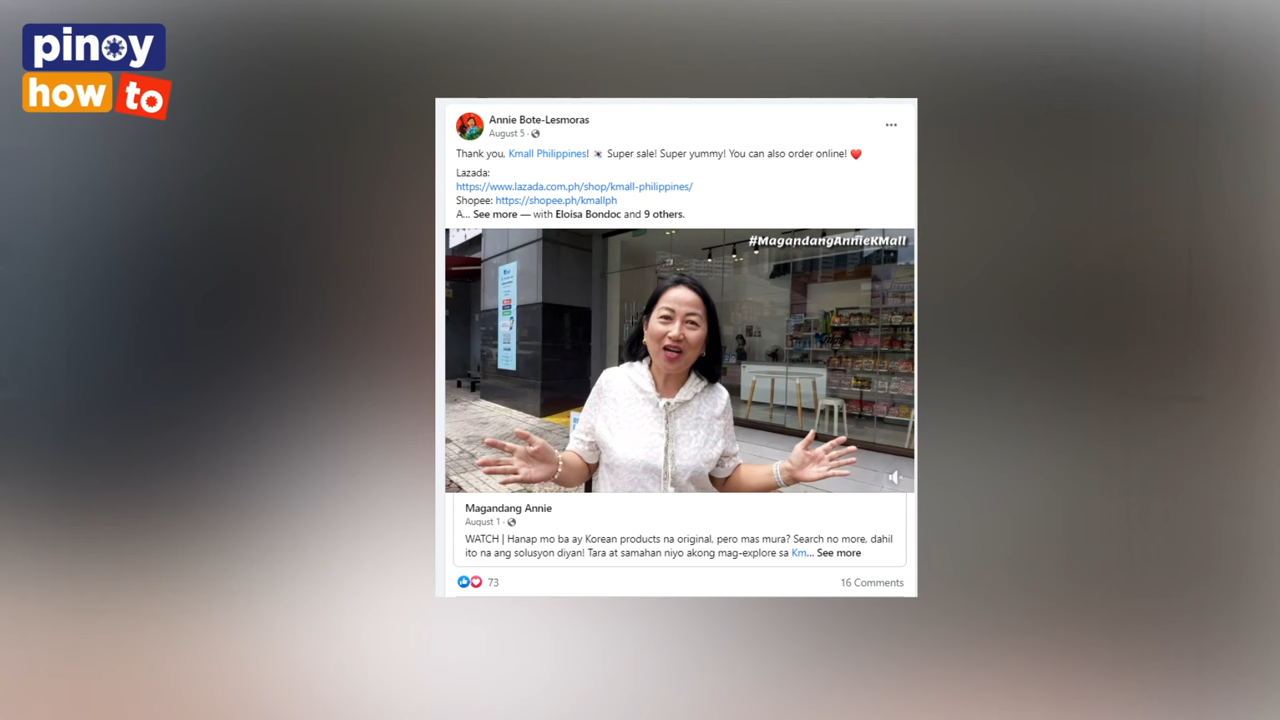 pinoy
how to
Annie Bote-Lesmoras
August 5 ·
Thank you, Kmall Philippines! 🇰🇷 Super sale! Super yummy! You can also order online! ❤️
Lazada:
https://www.lazada.com.ph/shop/kmall-philippines/
Shopee: https://shopee.ph/kmallph
A... See more — with Eloisa Bondoc and 9 others.
#MagandangAnnieKMall
Magandang Annie
August 1 ·
WATCH | Hanap mo ba ay Korean products na original, pero mas mura? Search no more, dahil
ito na ang solusyon diyan! Tara at samahan niyo akong mag-explore sa Km... See more
73
16 Comments